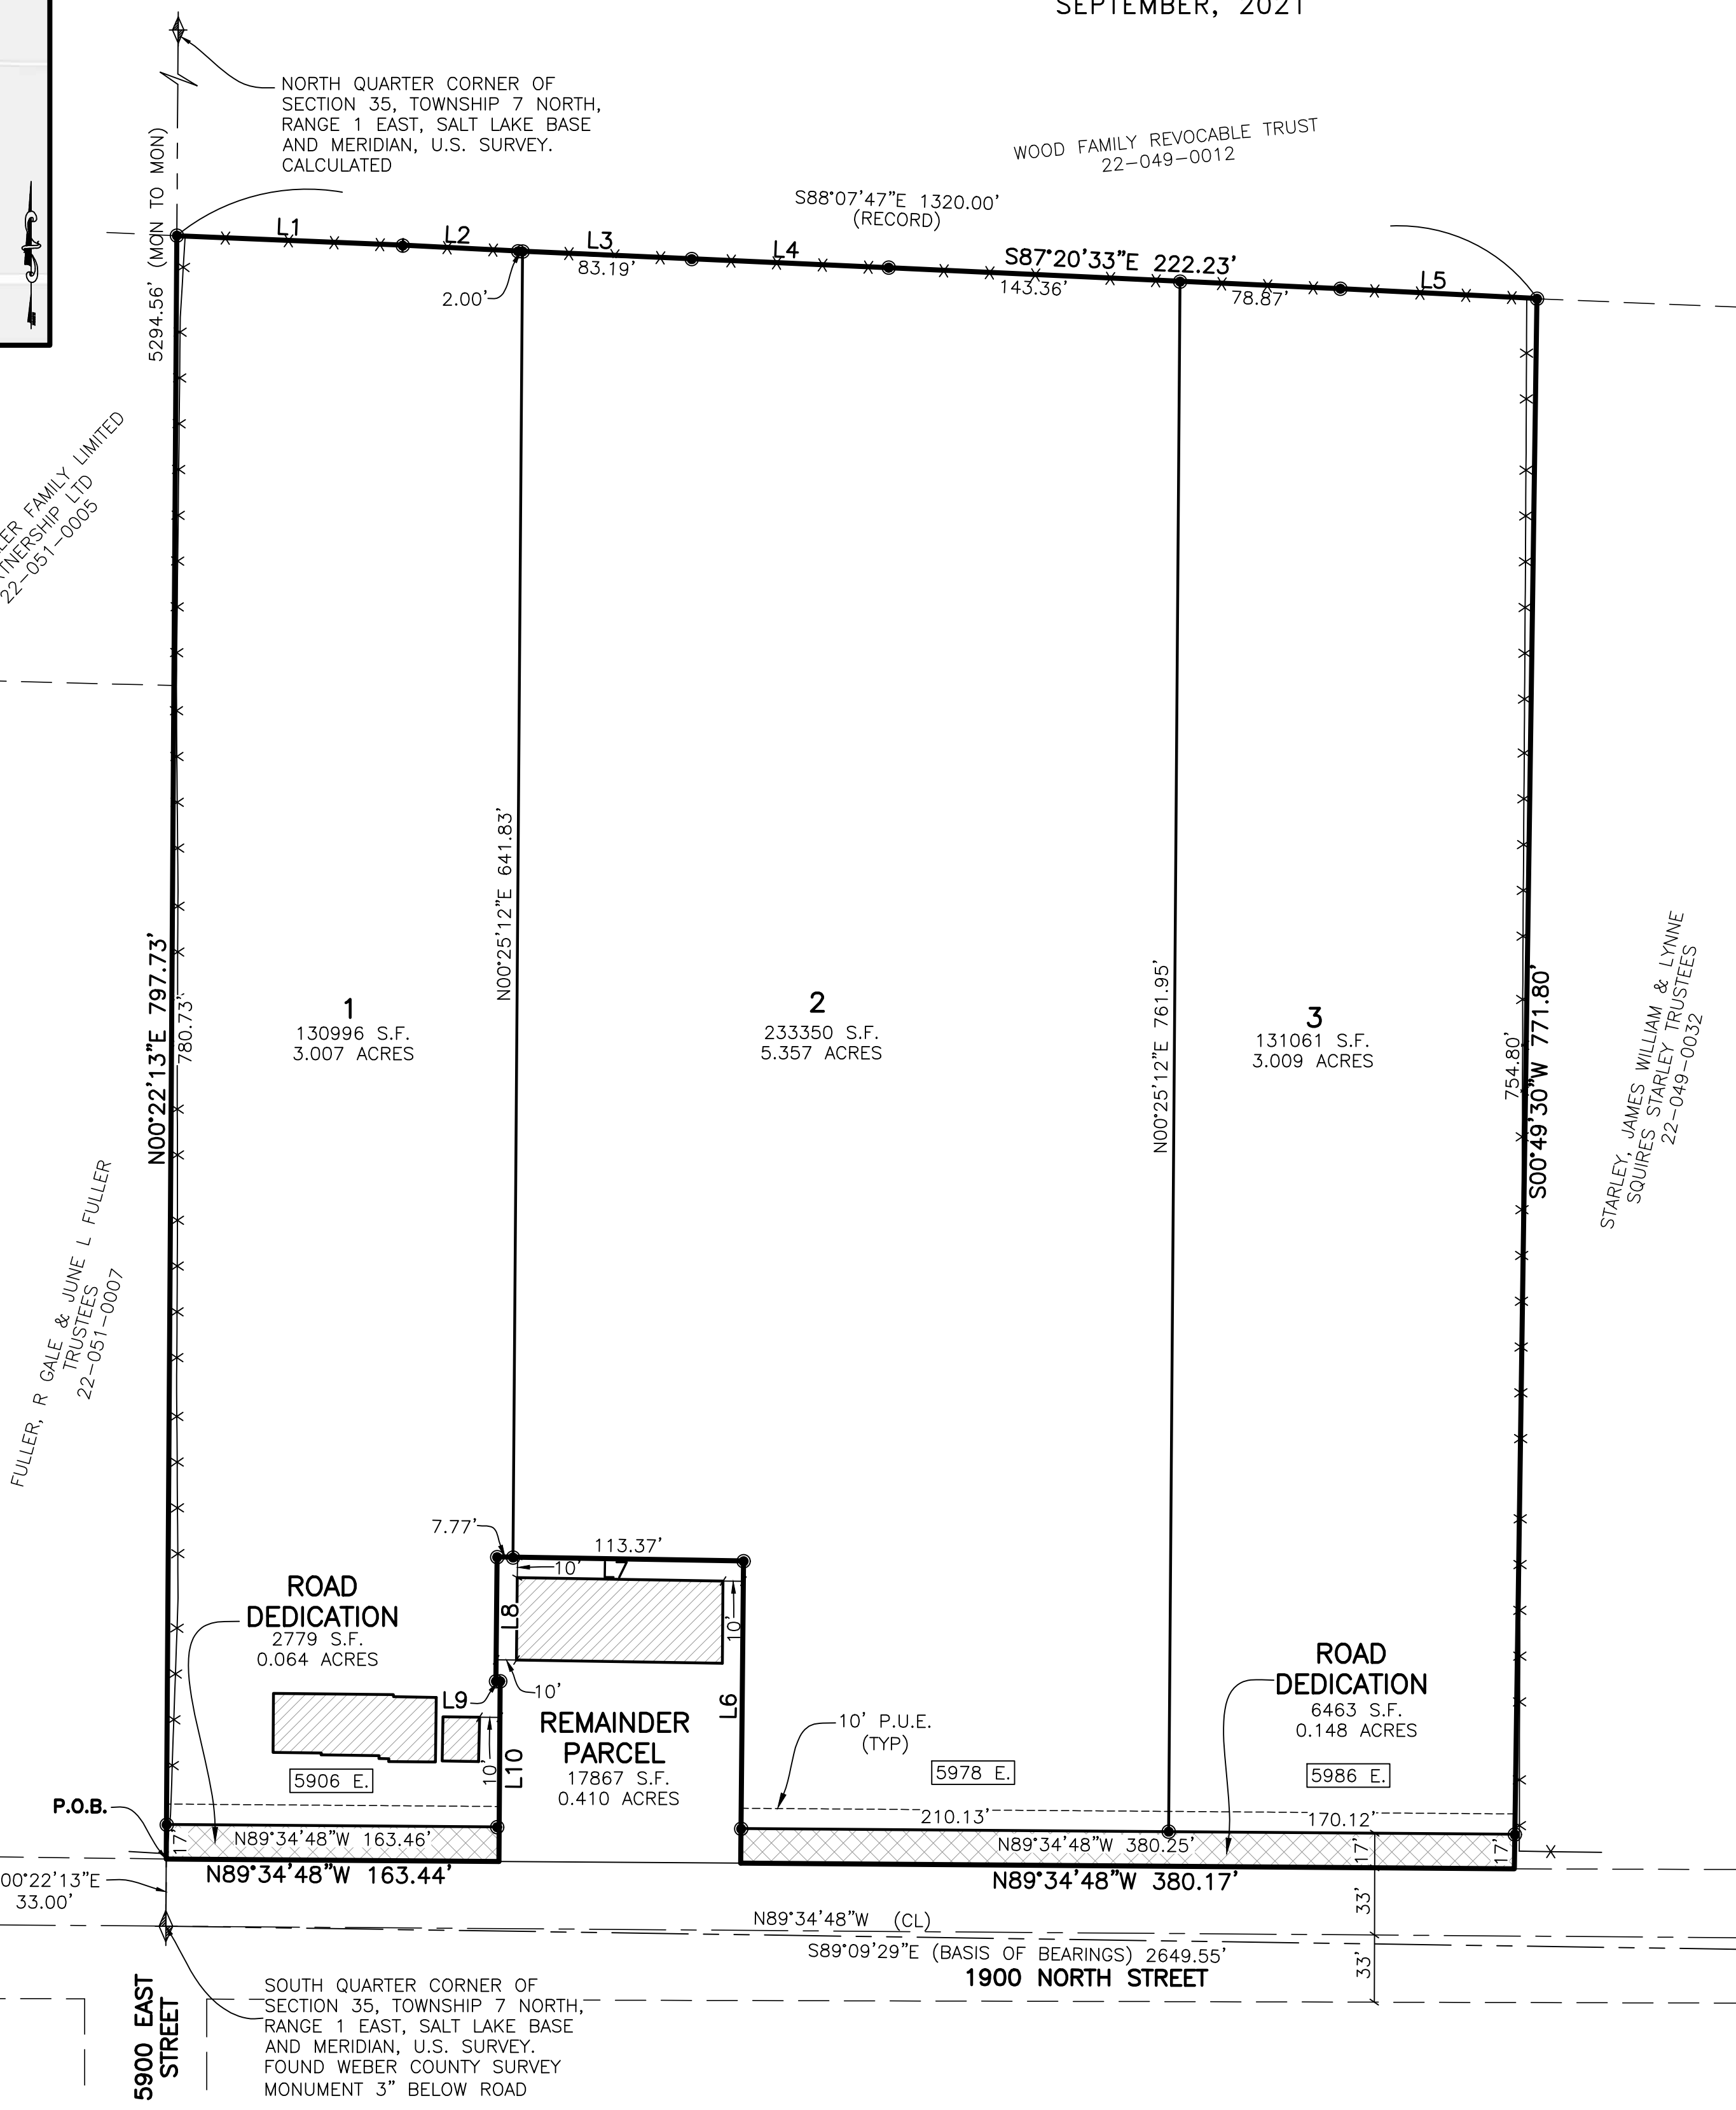 SEPTEMBER, 2021
NORTH QUARTER CORNER OF
SECTION 35, TOWNSHIP 7 NORTH,
RANGE 1 EAST, SALT LAKE BASE
AND MERIDIAN, U.S. SURVEY.
CALCULATED
5294.56' (MON TO MON)
WOOD FAMILY REVOCABLE TRUST
22-049-0012
S88°07'47"E 1320.00'
(RECORD)
L1
L2
L3
L4
S87°20'33"E 222.23'
L5
83.19'
143.36'
78.87'
2.00'
FAMILY LIMITED
LTD
22-051-0005
N00°25'12"E 641.83'
N00°22'13"E 797.73'
780.73'
1
130996 S.F.
3.007 ACRES
2
233350 S.F.
5.357 ACRES
N00°25'12"E 761.95'
3
131061 S.F.
3.009 ACRES
754.80'
S00°49'30"W 771.80'
STARLEY, JAMES WILLIAM & LYNNE
SQUIRES STARLEY TRUSTEES
22-049-0032
FULLER, R GALE & JUNE L FULLER
TRUSTEES
22-051-0007
7.77'
113.37'
10'
L7
L8
10'
10'
ROAD
DEDICATION
2779 S.F.
0.064 ACRES
L9
L6
REMAINDER
PARCEL
17867 S.F.
0.410 ACRES
10'
L10
10' P.U.E.
(TYP)
ROAD
DEDICATION
6463 S.F.
0.148 ACRES
5906 E.
5978 E.
5986 E.
P.O.B.
210.13'
170.12'
17'
N89°34'48"W 163.46'
N89°34'48"W 380.25'
17'
17'
N89°34'48"W 163.44'
N89°34'48"W 380.17'
00°22'13"E
33.00'
33'
N89°34'48"W (CL)
S89°09'29"E (BASIS OF BEARINGS) 2649.55'
1900 NORTH STREET
33'
5900 EAST
STREET
SOUTH QUARTER CORNER OF
SECTION 35, TOWNSHIP 7 NORTH,
RANGE 1 EAST, SALT LAKE BASE
AND MERIDIAN, U.S. SURVEY.
FOUND WEBER COUNTY SURVEY
MONUMENT 3" BELOW ROAD